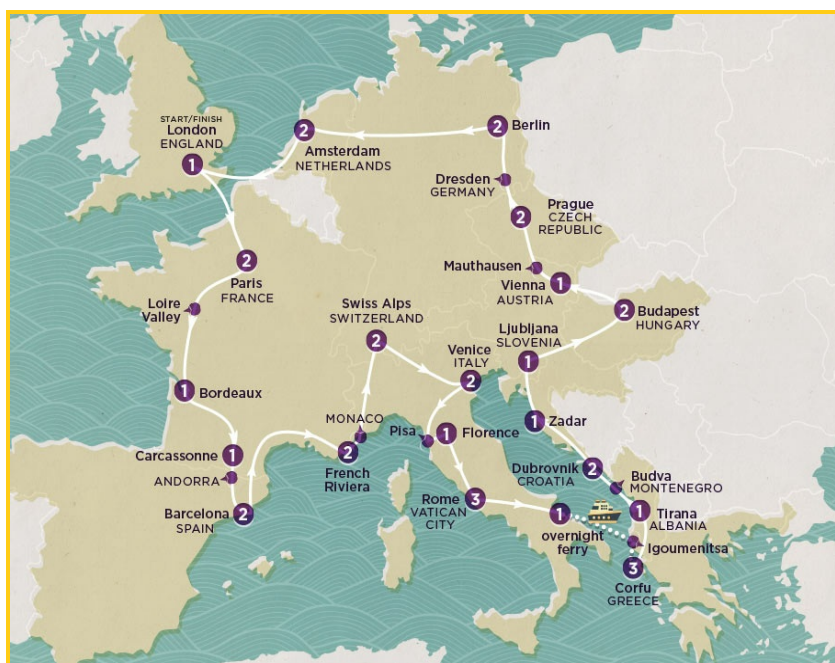 START/FINISH
London
ENGLAND
1
2
Amsterdam
NETHERLANDS
2
Berlin
Dresden
GERMANY
2
Prague
CZECH
REPUBLIC
Mauthausen
1
Vienna
AUSTRIA
2
Budapest
HUNGARY
2
Paris
FRANCE
Loire
Valley
Swiss Alps
SWITZERLAND
2
Ljubljana
SLOVENIA
1
Venice
ITALY
2
1
Bordeaux
MONACO
Pisa
1
Florence
1
Zadar
Carcassonne
1
ANDORRA
2
French
Riviera
Dubrovnik
CROATIA
2
Budva
MONTENEGRO
Barcelona
SPAIN
2
Rome
VATICAN
CITY
3
1
overnight
ferry
1
Tirana
ALBANIA
Igoumenitsa
3
Corfu
GREECE